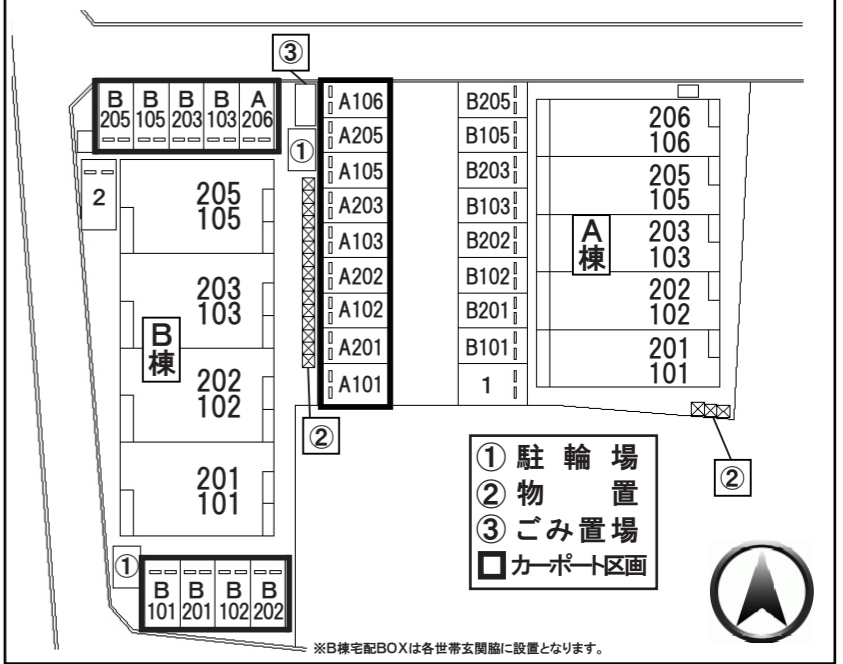 ③
B 205
B 105
B 203
B 103
A 206
①
2
A106
A205
A105
A203
A103
A202
A102
A201
A101
B205
B105
B203
B103
B202
B102
B201
B101
1
206
106
205
105
203
103
202
102
201
101
A棟
205
105
203
103
202
102
201
101
B棟
②
②
① 駐輪場
② 物置
③ ごみ置場
カーポート区画
①
B 101
B 201
B 102
B 202
※B棟宅配BOXは各世帯玄関脇に設置となります。